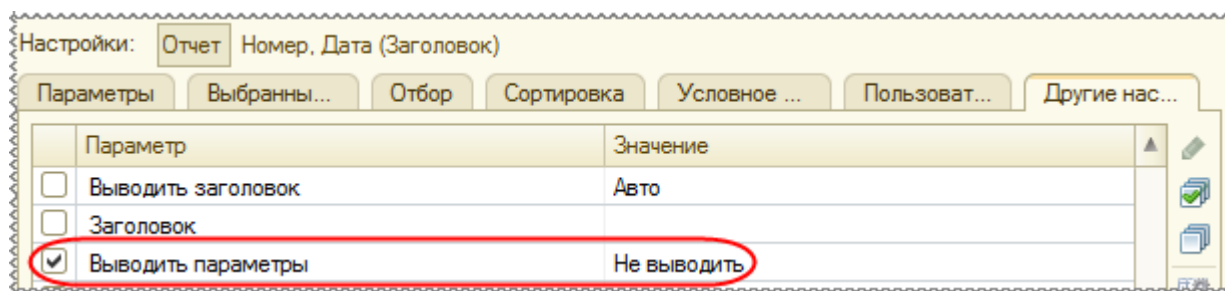 Настройки: Отчет Номер, Дата (Заголовок)
Параметры Выбранны... Отбор Сортировка Условное ... Пользоват... Другие нас...
Параметр Значение
Выводить заголовок Авто
Заголовок
Выводить параметры Не выводить